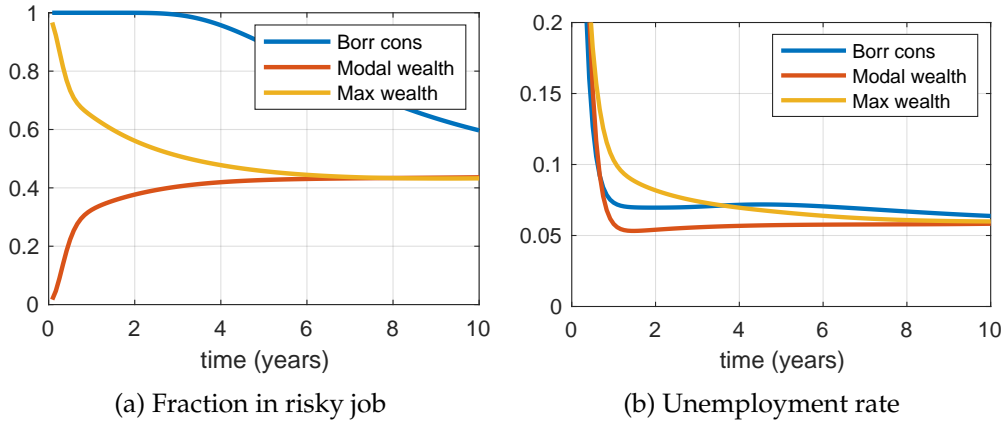 1
0.8
0.6
0.4
0.2
0
0 2 4 6 8 10
Borr cons
Modal wealth
Max wealth
time (years)
(a) Fraction in risky job
0.2
0.15
0.1
0.05
0
0 2 4 6 8 10
Borr cons
Modal wealth
Max wealth
time (years)
(b) Unemployment rate